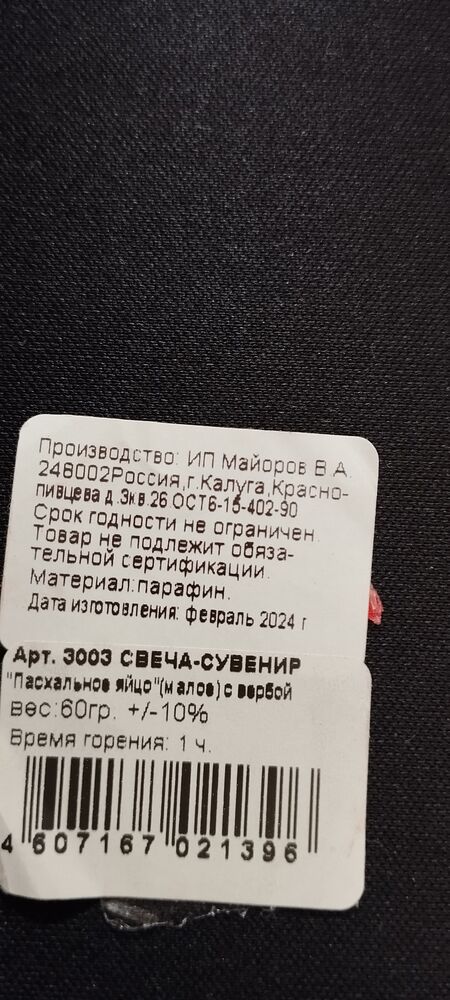 Производство: ИП Майоров В.А.
248002Россия,г.Калуга,Красно-
пивцева д.3кв.26.ОСТ6-15-402-90
Срок годности не ограничен.
Товар не подлежит обяза-
тельной сертификации.
Материал:парафин.
Дата изготовления: февраль 2024 г
Арт. 3003 СВЕЧА-СУВЕНИР
"Пасхальное яйцо"(малое) с вербой
вес:60гр. +/-10%
Время горения: 1 ч.
4 607167 021396